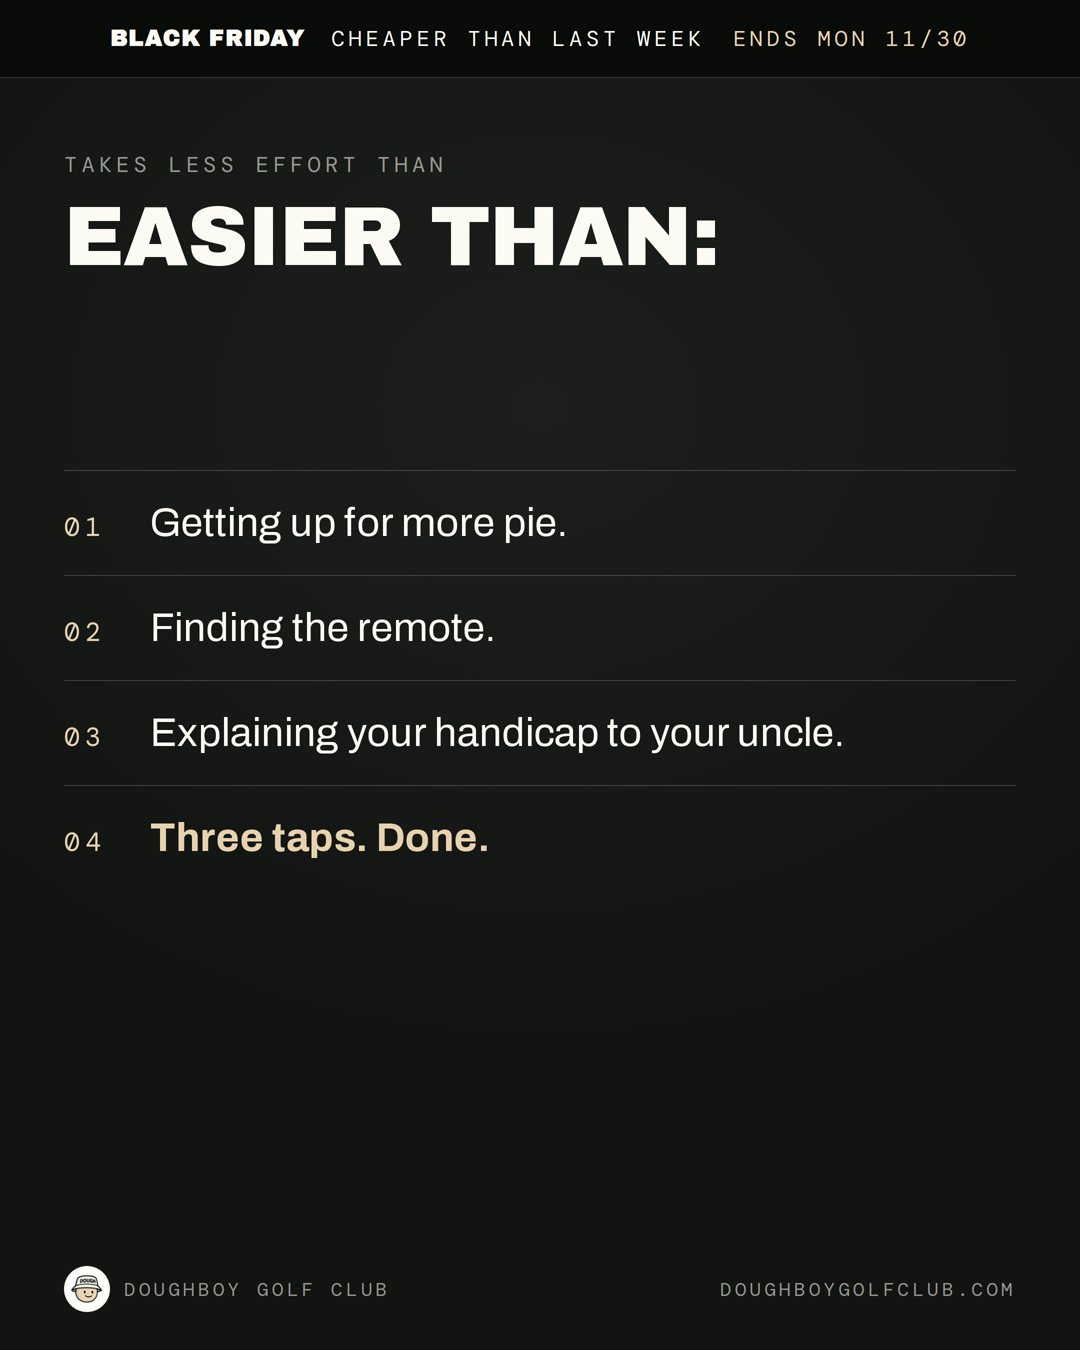 BLACK FRIDAY CHEAPER THAN LAST WEEK ENDS MON 11/30
TAKES LESS EFFORT THAN
EASIER THAN:
01 Getting up for more pie.
02 Finding the remote.
03 Explaining your handicap to your uncle.
04 Three taps. Done.
DOUGH
DOUGHBOY GOLF CLUB
DOUGHBOYGOLFCLUB.COM